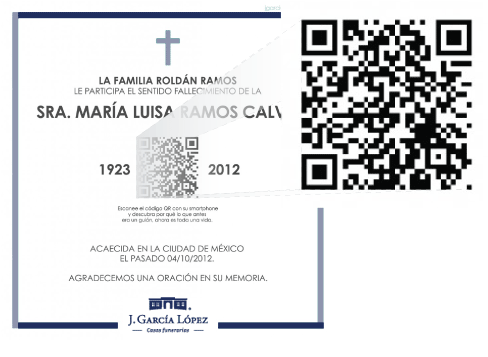 LA FAMILIA ROLDÁN RAMOS
LE PARTICIPA EL SENTIDO FALLECIMIENTO DE LA
SRA. MARÍA LUISA RAMOS CALV
1923 2012
Escanee el código QR con su smartphone
y descubra por qué lo que antes
era un guión, ahora es toda una vida.
ACAECIDA EN LA CIUDAD DE MÉXICO
EL PASADO 04/10/2012.
AGRADECEMOS UNA ORACIÓN EN SU MEMORIA.
J. GARCÍA LÓPEZ
Casas funerarias